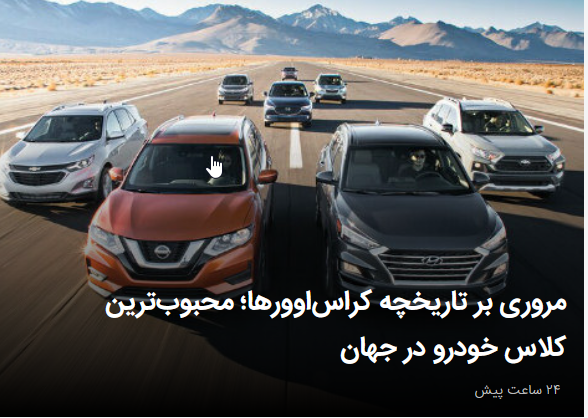 مروری بر تاریخچه کراس‌اوورها؛ محبوب‌ترین
کلاس خودرو در جهان
۲۴ ساعت پیش